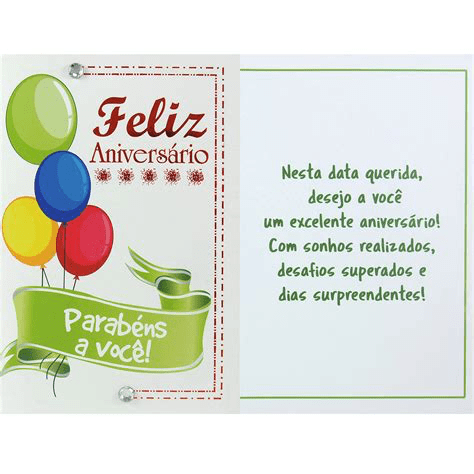 Feliz
Aniversário
Parabéns
a você!
Nesta data querida,
desejo a você
um excelente aniversário!
Com sonhos realizados,
desafios superados e
dias surpreendentes!